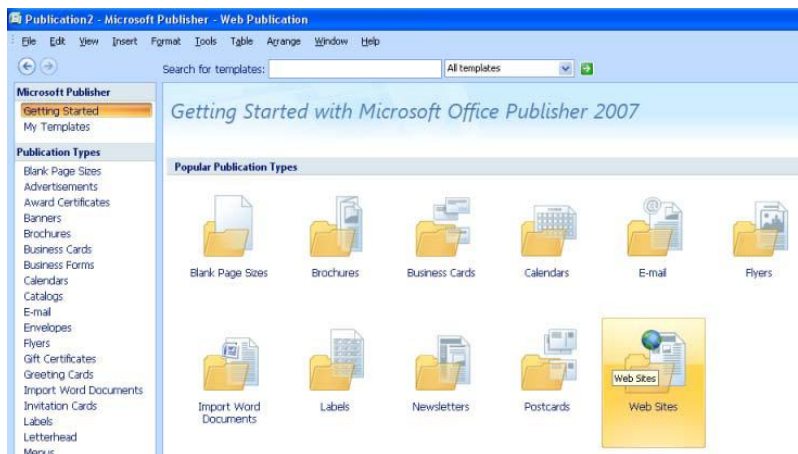 Publication2 - Microsoft Publisher - Web Publication
File Edit View Insert Format Tools Table Arrange Window Help
Search for templates: All templates
Microsoft Publisher
Getting Started
My Templates
Publication Types
Blank Page Sizes
Advertisements
Award Certificates
Banners
Brochures
Business Cards
Business Forms
Calendars
Catalogs
E-mail
Envelopes
Flyers
Gift Certificates
Greeting Cards
Import Word Documents
Invitation Cards
Labels
Letterhead
Menus
Getting Started with Microsoft Office Publisher 2007
Popular Publication Types
Blank Page Sizes Brochures Business Cards Calendars E-mail Flyers
Web Sites
Import Word Documents Labels Newsletters Postcards Web Sites